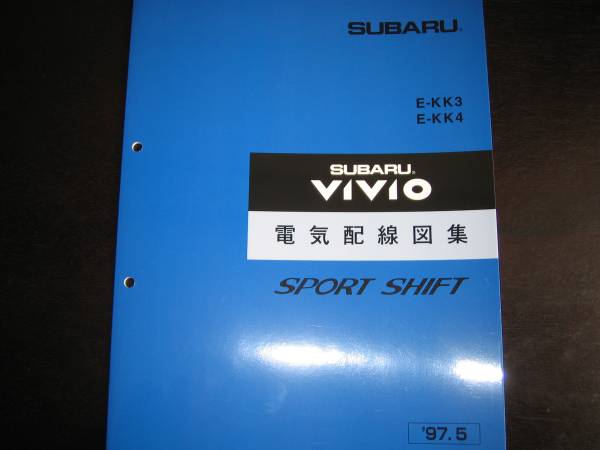 SUBARU®
E-KK3
E-KK4
SUBARU®
VIVIO
電気配線図集
SPORT SHIFT
'97.5